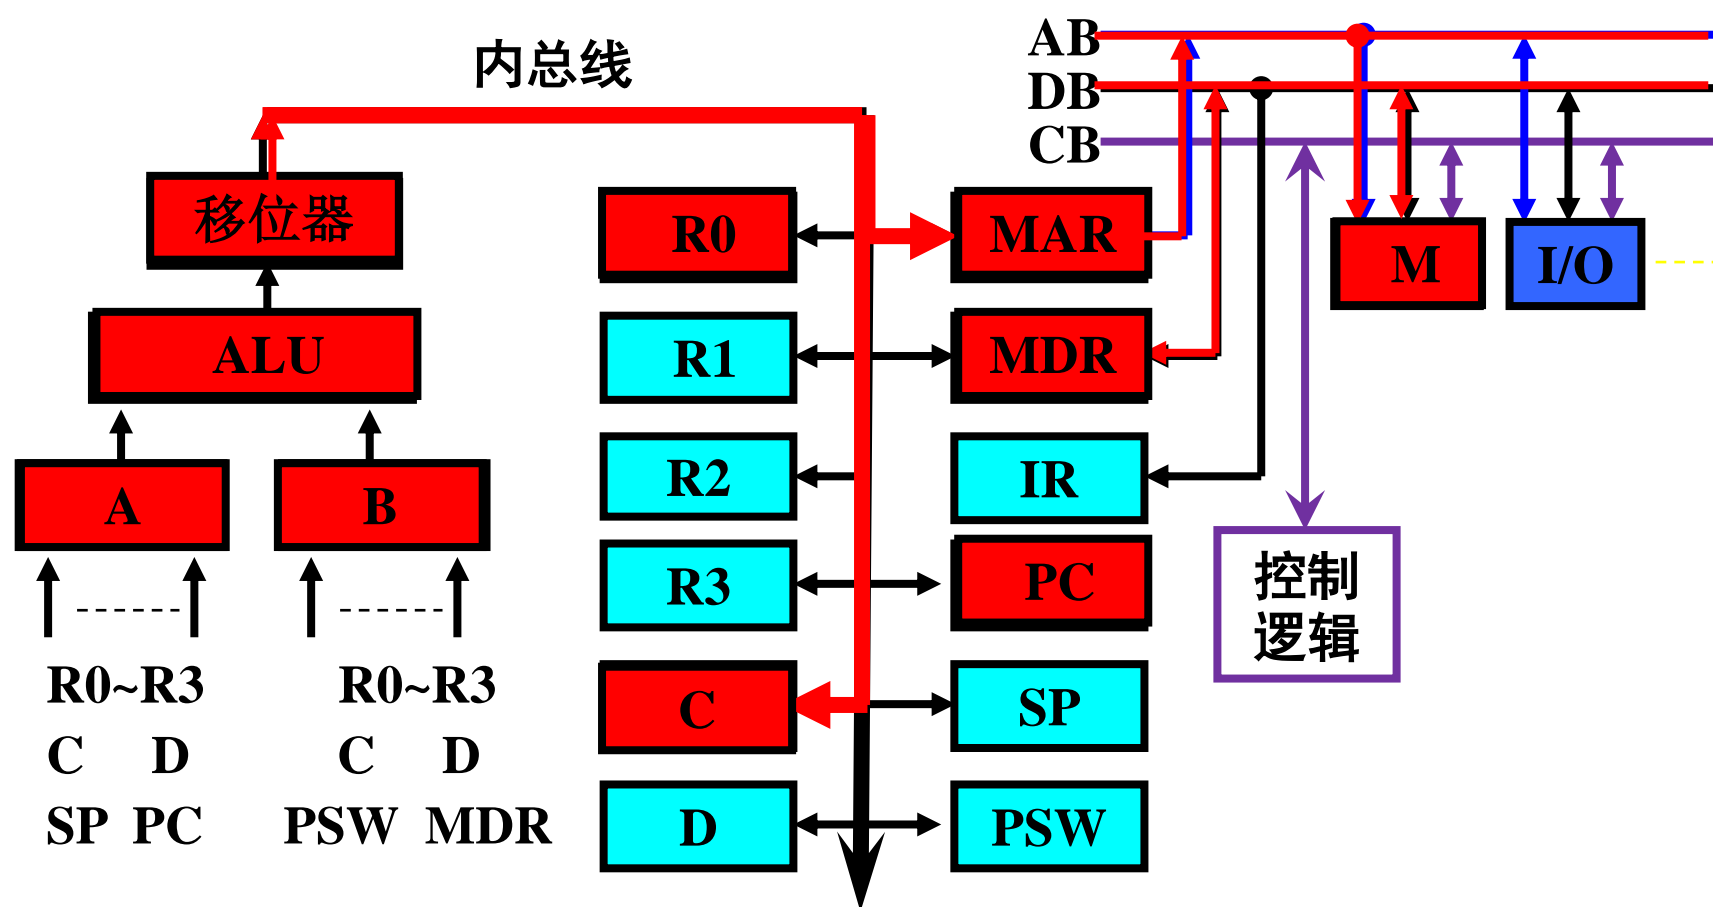 内总线
AB
DB
CB
移位器
R0
MAR
M
I/O
ALU
R1
MDR
A
B
R2
IR
R3
PC
控制
逻辑
R0~R3
R0~R3
C
SP
C D
C D
SP PC
PSW MDR
D
PSW